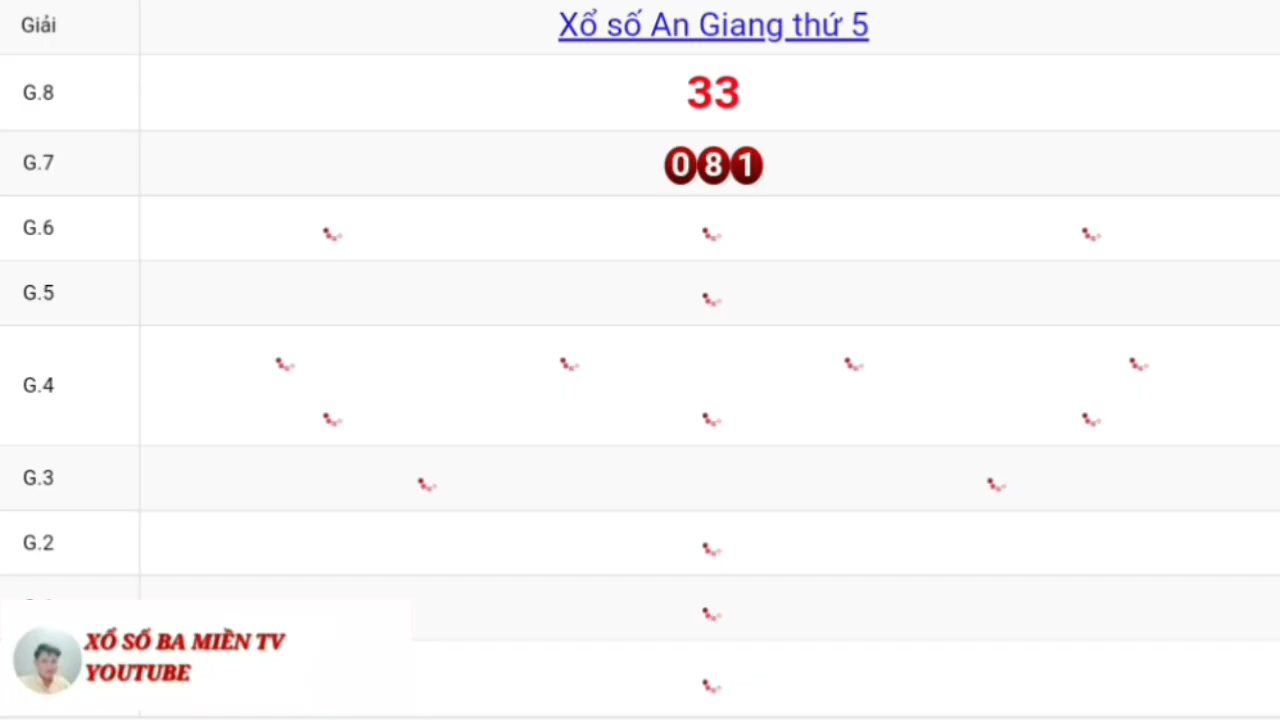 Giải Xổ số An Giang thứ 5
G.8 33
G.7 081
G.6
G.5
G.4
G.3
G.2
XỔ SỐ BA MIỀN TV
YOUTUBE